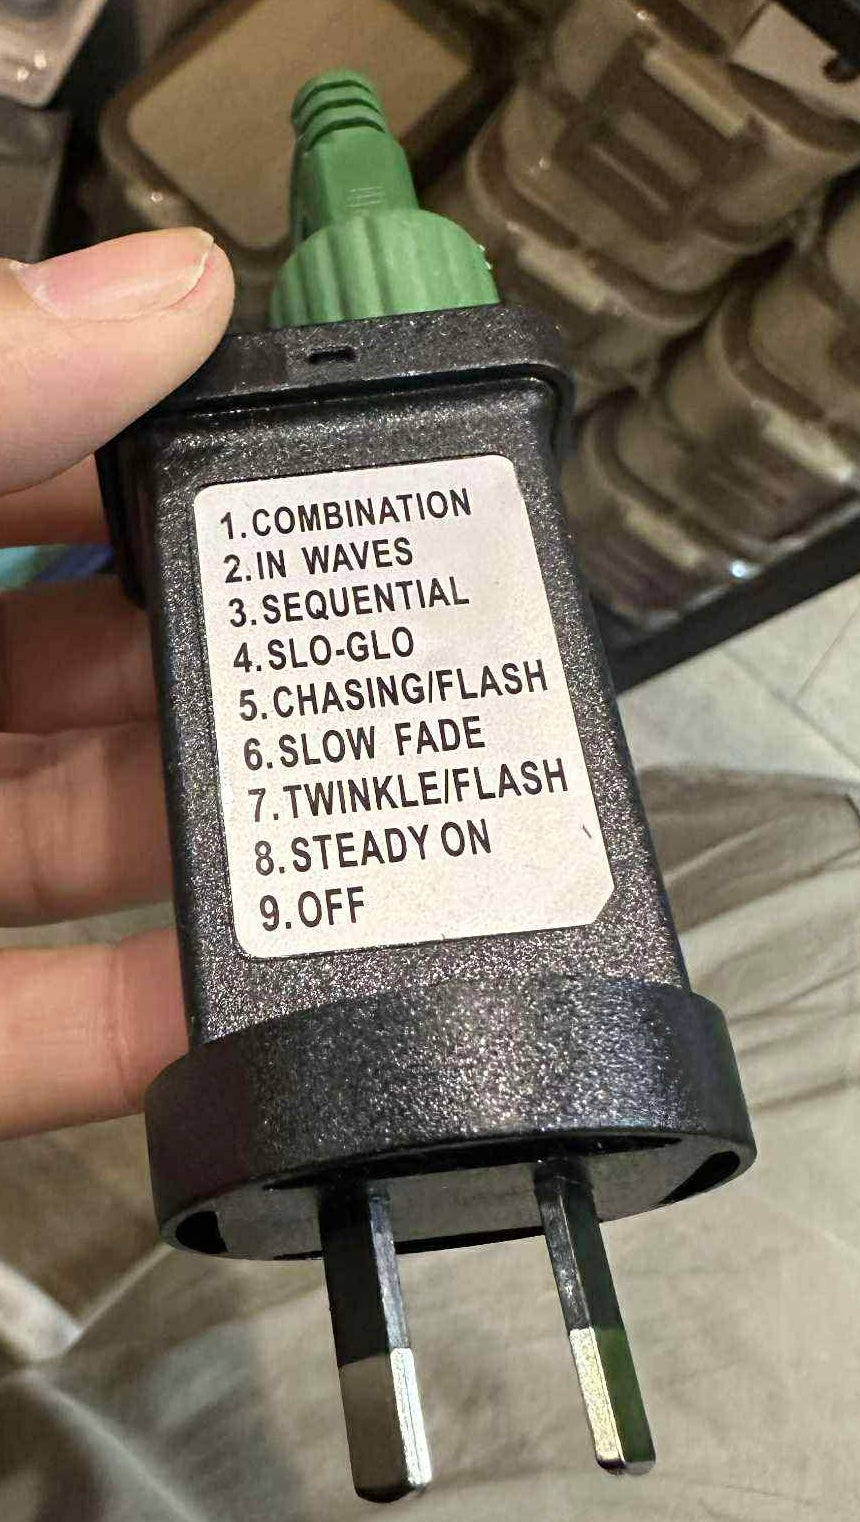 1.COMBINATION
2.IN WAVES
3.SEQUENTIAL
4.SLO-GLO
5.CHASING/FLASH
6.SLOW FADE
7.TWINKLE/FLASH
8.STEADY ON
9.OFF